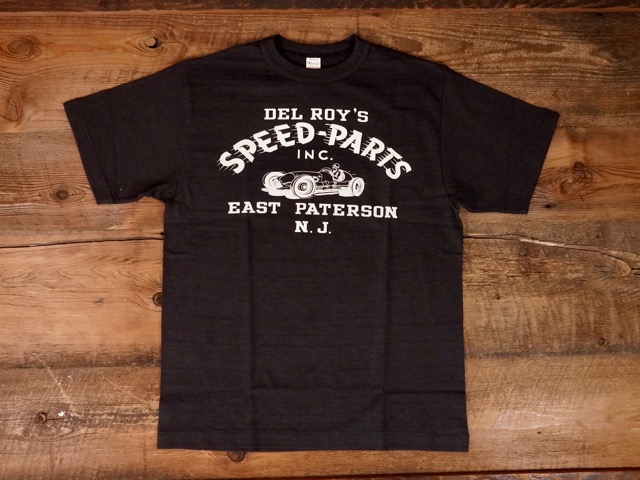 DEL ROY'S
SPEED-PARTS
INC.
EAST PATERSON
N. J.